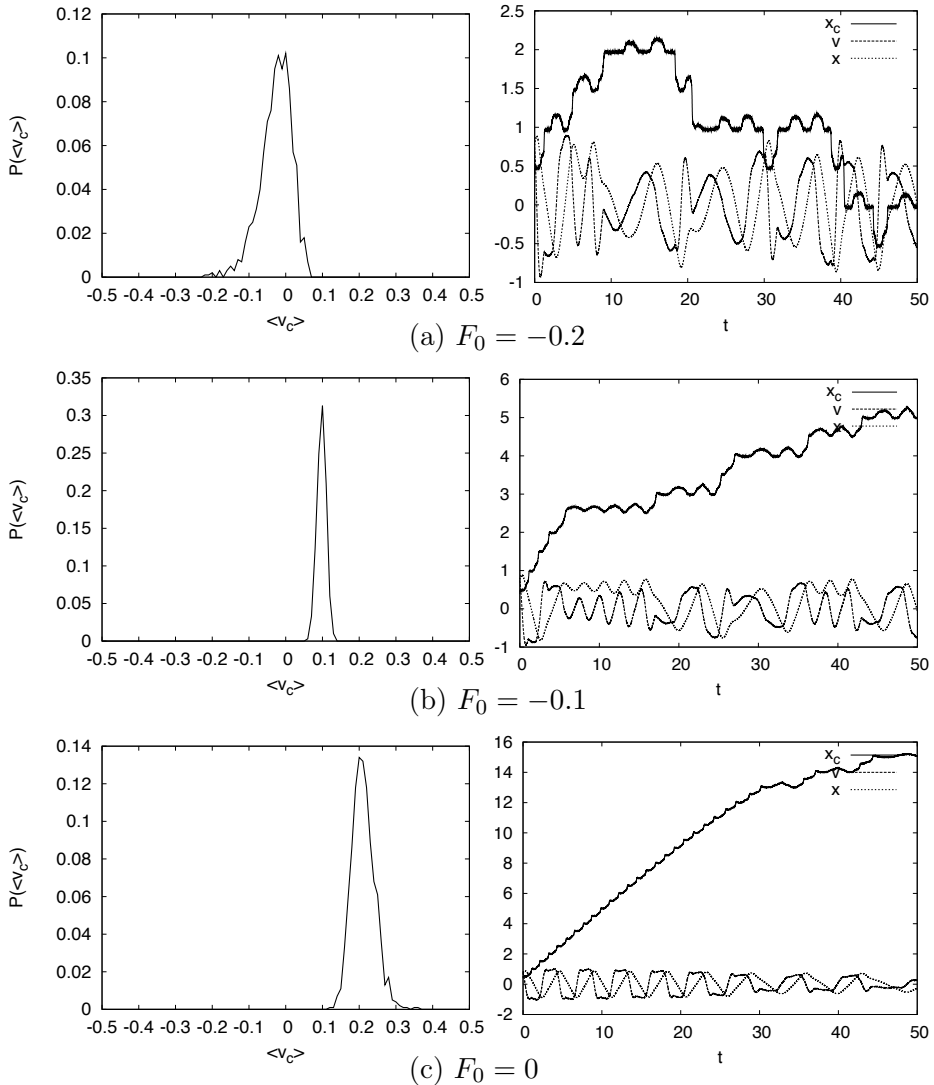 0.12
0.1
0.08
0.06
0.04
0.02
0
P(<v_c>)
-0.5 -0.4 -0.3 -0.2 -0.1 0 0.1 0.2 0.3 0.4 0.5
<v_c>
2.5
2
1.5
1
0.5
0
-0.5
-1
x_c
v
x
0 10 20 30 40 50
t
(a) F_0 = −0.2
0.35
0.3
0.25
0.2
0.15
0.1
0.05
0
P(<v_c>)
-0.5 -0.4 -0.3 -0.2 -0.1 0 0.1 0.2 0.3 0.4 0.5
<v_c>
6
5
4
3
2
1
0
-1
x_c
v
x
0 10 20 30 40 50
t
(b) F_0 = −0.1
0.14
0.12
0.1
0.08
0.06
0.04
0.02
0
P(<v_c>)
-0.5 -0.4 -0.3 -0.2 -0.1 0 0.1 0.2 0.3 0.4 0.5
<v_c>
16
14
12
10
8
6
4
2
0
-2
x_c
v
x
0 10 20 30 40 50
t
(c) F_0 = 0